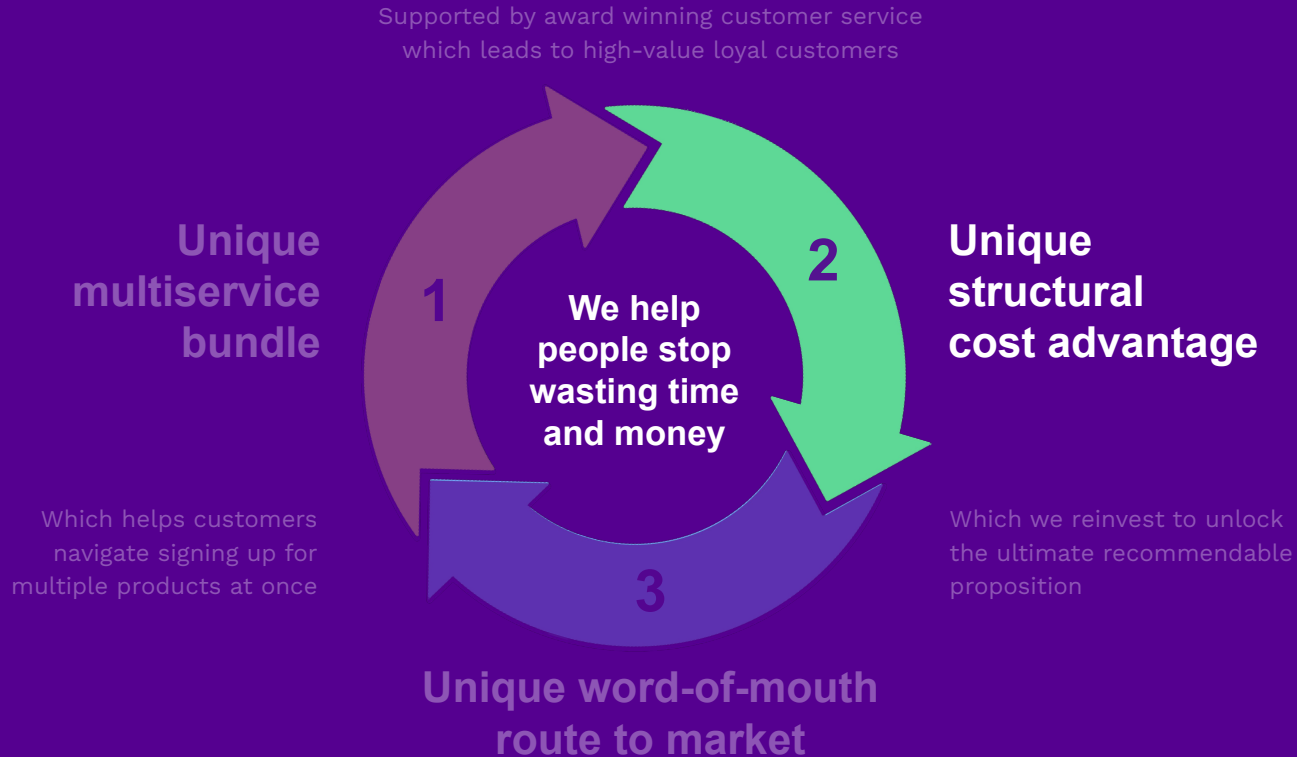 Supported by award winning customer service
which leads to high-value loyal customers
Unique
multiservice
bundle
1
2
Unique
structural
cost advantage
We help
people stop
wasting time
and money
Which helps customers
navigate signing up for
multiple products at once
Which we reinvest to unlock
the ultimate recommendable
proposition
3
Unique word-of-mouth
route to market